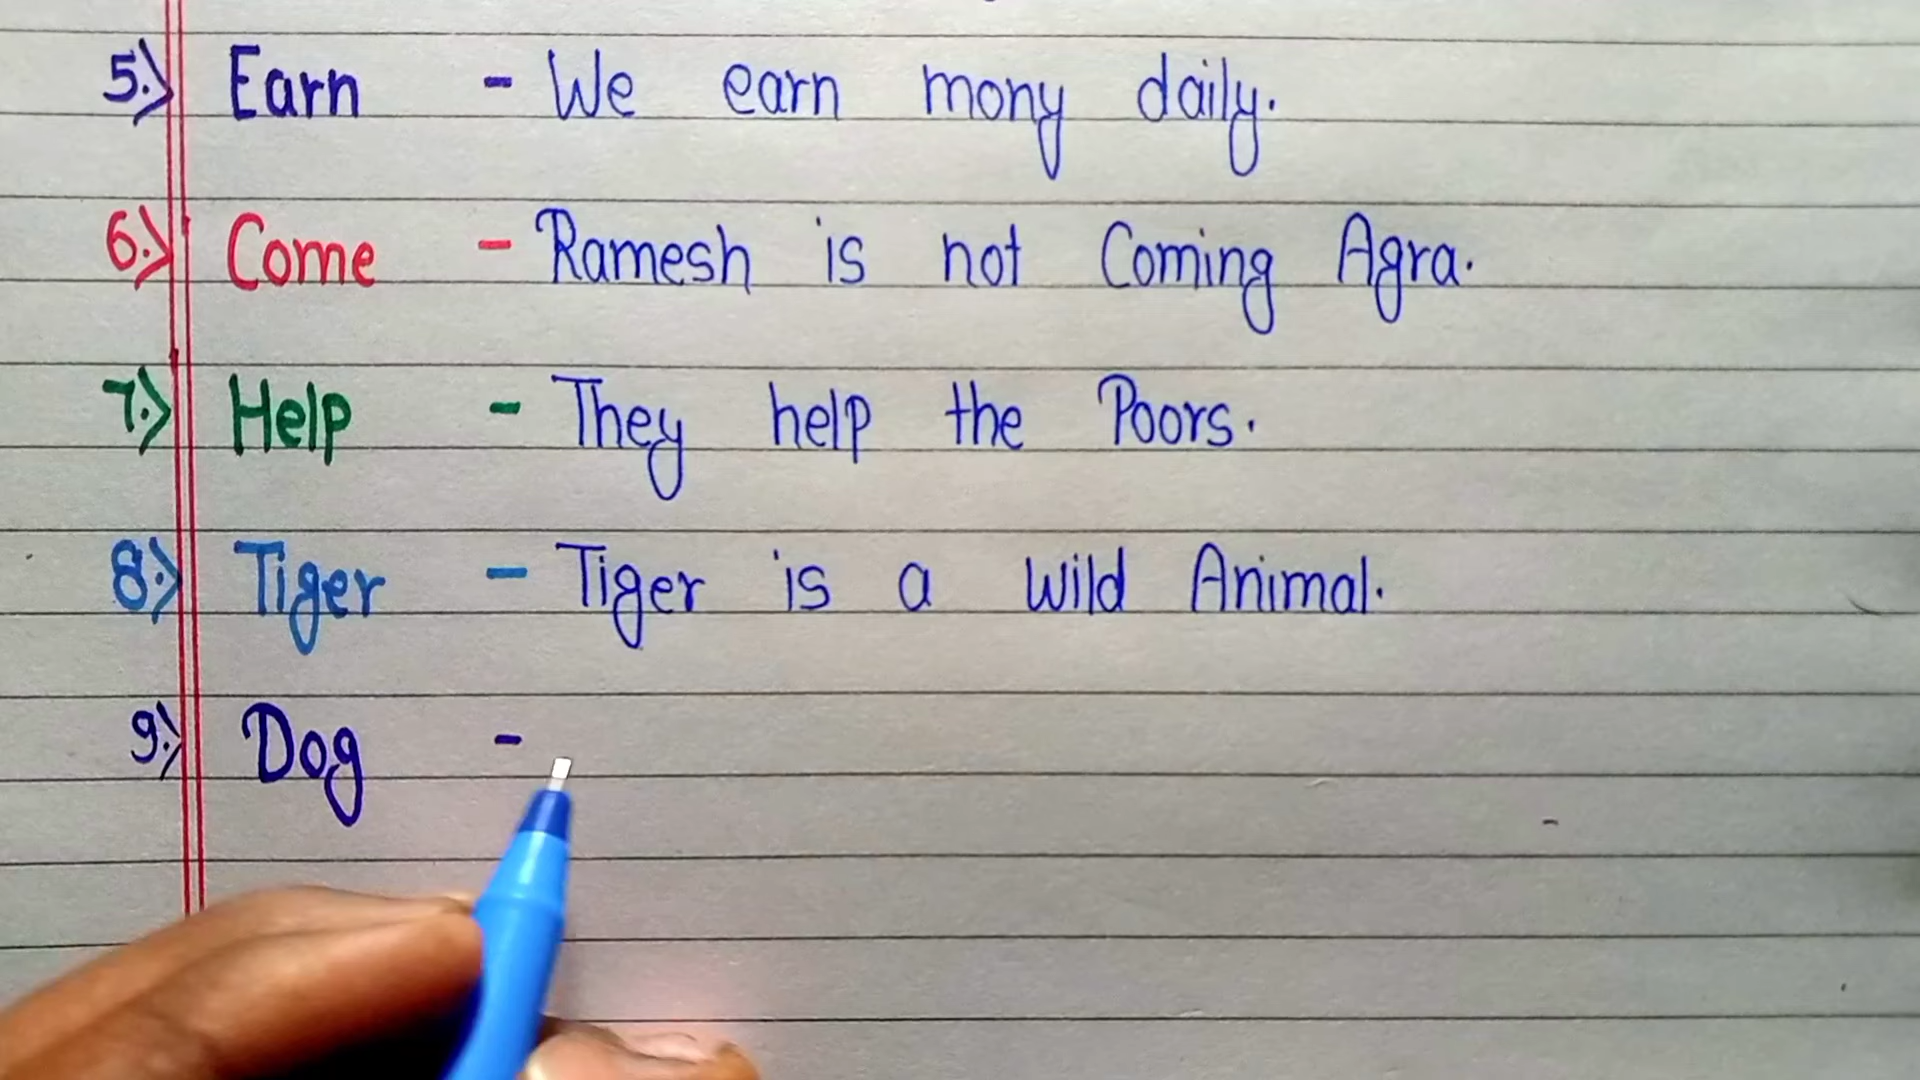 5.) Earn - We earn mony daily.
6.) Come - Ramesh is not Coming Agra.
7.) Help - They help the Poors.
8.) Tiger - Tiger is a Wild Animal.
9.) Dog -